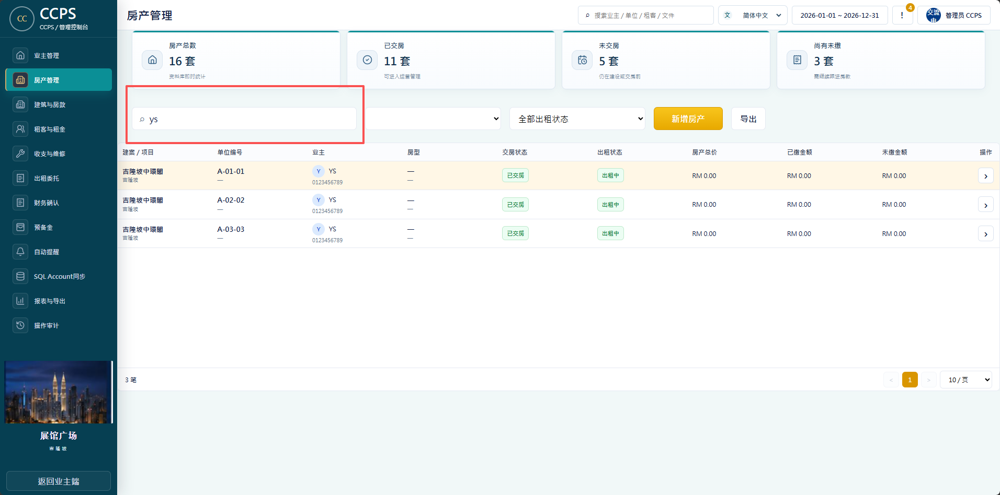 CC
CCPS
CCPS / 管理控制台
业主管理
房产管理
建筑与房款
租客与租金
收支与维修
出租委托
财务确认
预备金
自动提醒
SQL Account同步
报表与导出
操作审计
展馆广场
吉隆坡
返回业主端
房产管理
搜索业主 / 单位 / 租客 / 文件
文 简体中文
2026-01-01 ~ 2026-12-31
!
4
交流电
管理员 CCPS
房产总数
16 套
资料库即时统计
已交房
11 套
可进入运营管理
未交房
5 套
仍在建设或交房前
尚有未缴
3 套
需继续跟进房款
ys
全部出租状态
新增房产
导出
建案 / 项目 单位编号 业主 房型 交房状态 出租状态 房产总价 已缴金额 未缴金额 操作
吉隆坡中環閣 A-01-01 Y YS — 已交房 出租中 RM 0.00 RM 0.00 RM 0.00 ›
吉隆坡 — 0123456789 —
吉隆坡中環閣 A-02-02 Y YS — 已交房 出租中 RM 0.00 RM 0.00 RM 0.00 ›
吉隆坡 — 0123456789 —
吉隆坡中環閣 A-03-03 Y YS — 已交房 出租中 RM 0.00 RM 0.00 RM 0.00 ›
吉隆坡 — 0123456789 —
3 笔
< 1 > 10 / 页